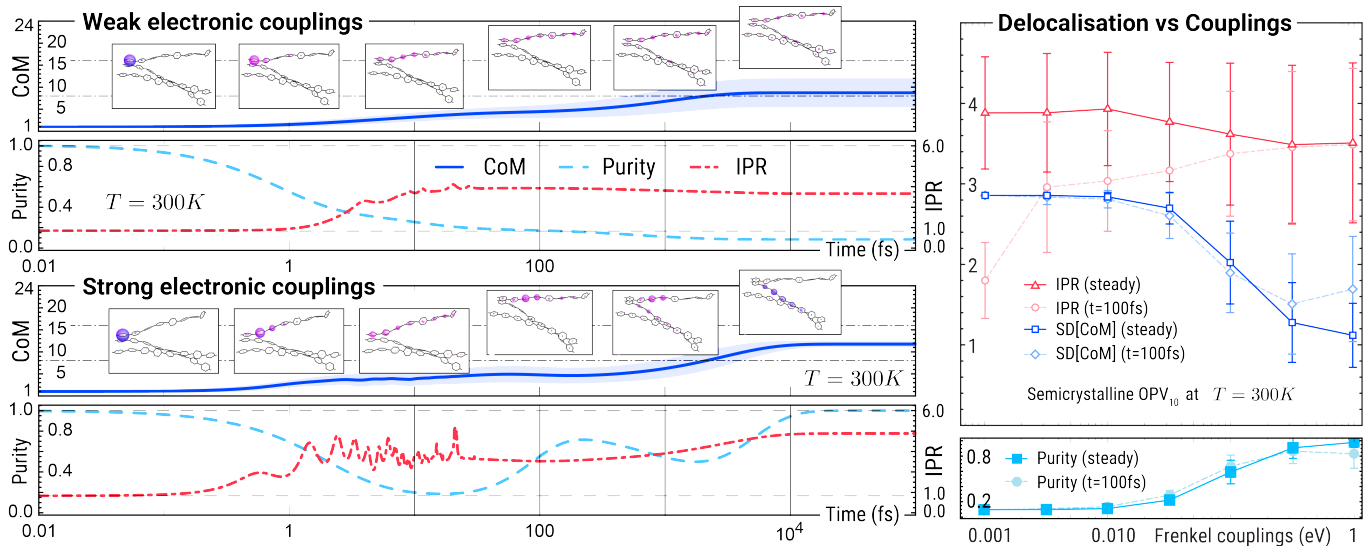 Weak electronic couplings
24
20
15
10
5
1
CoM
1.0
0.8
0.4
0.0
Purity
CoM
Purity
IPR
T = 300K
6.0
1.0
0.0
IPR
Time (fs)
0.01
1
100
Strong electronic couplings
24
20
15
10
5
1
CoM
T = 300K
1.0
0.8
0.4
0.0
Purity
6.0
1.0
0.0
IPR
Time (fs)
0.01
1
100
10⁴
Delocalisation vs Couplings
4
3
2
1
IPR (steady)
IPR (t=100fs)
SD[CoM] (steady)
SD[CoM] (t=100fs)
Semicrystalline OPV₁₀ at T = 300K
0.8
0.2
Purity (steady)
Purity (t=100fs)
0.001
0.010
Frenkel couplings (eV)
1